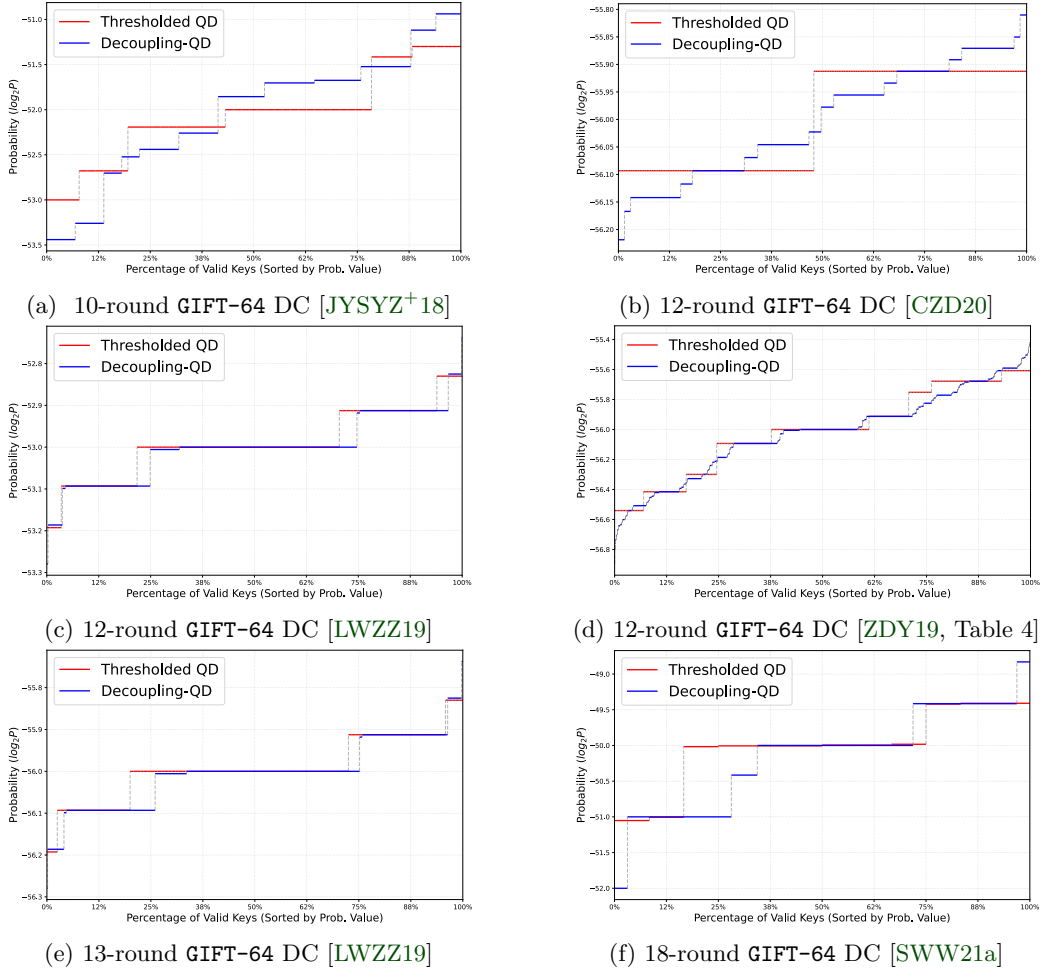 Thresholded QD
Decoupling-QD
Probability (log₂P)
−51.0
−51.5
−52.0
−52.5
−53.0
−53.5
0% 12% 25% 38% 50% 62% 75% 88% 100%
Percentage of Valid Keys (Sorted by Prob. Value)
(a) 10-round GIFT-64 DC [JYSYZ⁺18]
Thresholded QD
Decoupling-QD
Probability (log₂P)
−55.80
−55.85
−55.90
−55.95
−56.00
−56.05
−56.10
−56.15
−56.20
0% 12% 25% 38% 50% 62% 75% 88% 100%
Percentage of Valid Keys (Sorted by Prob. Value)
(b) 12-round GIFT-64 DC [CZD20]
Thresholded QD
Decoupling-QD
Probability (log₂P)
−52.8
−52.9
−53.0
−53.1
−53.2
−53.3
0% 12% 25% 38% 50% 62% 75% 88% 100%
Percentage of Valid Keys (Sorted by Prob. Value)
(c) 12-round GIFT-64 DC [LWZZ19]
Thresholded QD
Decoupling-QD
Probability (log₂P)
−55.4
−55.6
−55.8
−56.0
−56.2
−56.4
−56.6
−56.8
0% 12% 25% 38% 50% 62% 75% 88% 100%
Percentage of Valid Keys (Sorted by Prob. Value)
(d) 12-round GIFT-64 DC [ZDY19, Table 4]
Thresholded QD
Decoupling-QD
Probability (log₂P)
−55.8
−55.9
−56.0
−56.1
−56.2
−56.3
0% 12% 25% 38% 50% 62% 75% 88% 100%
Percentage of Valid Keys (Sorted by Prob. Value)
(e) 13-round GIFT-64 DC [LWZZ19]
Thresholded QD
Decoupling-QD
Probability (log₂P)
−49.0
−49.5
−50.0
−50.5
−51.0
−51.5
−52.0
0% 12% 25% 38% 50% 62% 75% 88% 100%
Percentage of Valid Keys (Sorted by Prob. Value)
(f) 18-round GIFT-64 DC [SWW21a]